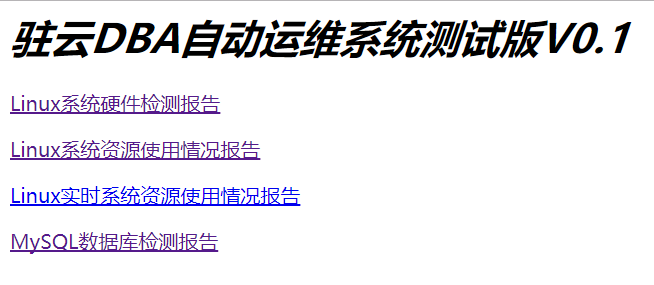 驻云DBA自动运维系统测试版V0.1
Linux系统硬件检测报告
Linux系统资源使用情况报告
Linux实时系统资源使用情况报告
MySQL数据库检测报告